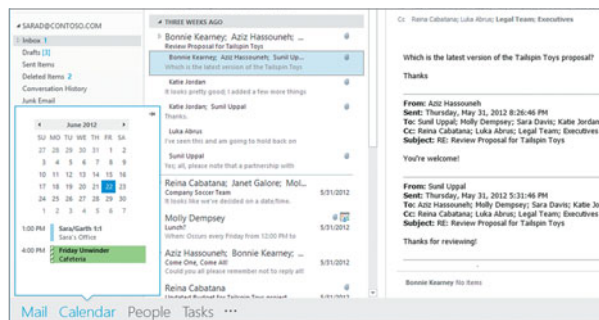 SARAD@CONTOSO.COM
Inbox 1
Drafts [3]
Sent Items
Deleted Items 2
Conversation History
Junk Email
June 2012
SU MO TU WE TH FR SA
27 28 29 30 31 1 2
3 4 5 6 7 8 9
10 11 12 13 14 15 16
17 18 19 20 21 22 23
24 25 26 27 28 29 30
1 2 3 4 5 6 7
1:00 PM Sara/Garth 1:1
Sara's Office
4:00 PM Friday Unwinder
Cafeteria
THREE WEEKS AGO
Bonnie Kearney; Aziz Hassouneh; ...
Review Proposal for Tailspin Toys
Bonnie Kearney; Aziz Hassouneh; Sunil Up...
Which is the latest version of the Tailspin Toys
Katie Jordan
It looks pretty good; I added a few more things
Katie Jordan; Sunil Uppal
Thanks.
Luka Abrus
I've seen this and am going to hold back on
Sunil Uppal
Yes, all, please note that a partnership with
Reina Cabatana; Janet Galore; Mol...
Company Soccer Team
It looks like we've decided on a date/time. 5/31/2012
Molly Dempsey
Lunch? 5/31/2012
When: Occurs every Friday from 12:00 PM to
Aziz Hassouneh; Bonnie Kearney; ...
Come One, Come All! 5/31/2012
Could you all please remember not to reply all!
Reina Cabatana
Updated Budget for Tailspin Toys project 5/31/2012
Cc Reina Cabatana; Luka Abrus; Legal Team; Executives
Which is the latest version of the Tailspin Toys proposal?
Thanks
From: Aziz Hassouneh
Sent: Thursday, May 31, 2012 8:26:46 PM
To: Sunil Uppal; Molly Dempsey; Sara Davis; Katie Jordan
Cc: Reina Cabatana; Luka Abrus; Legal Team; Executives
Subject: RE: Review Proposal for Tailspin Toys
You're welcome!
From: Sunil Uppal
Sent: Thursday, May 31, 2012 5:31:46 PM
To: Aziz Hassouneh; Molly Dempsey; Sara Davis; Katie Jo
Cc: Reina Cabatana; Luka Abrus; Legal Team; Executives
Subject: RE: Review Proposal for Tailspin Toys
Thanks for reviewing!
Bonnie Kearney No Items
Mail Calendar People Tasks ...